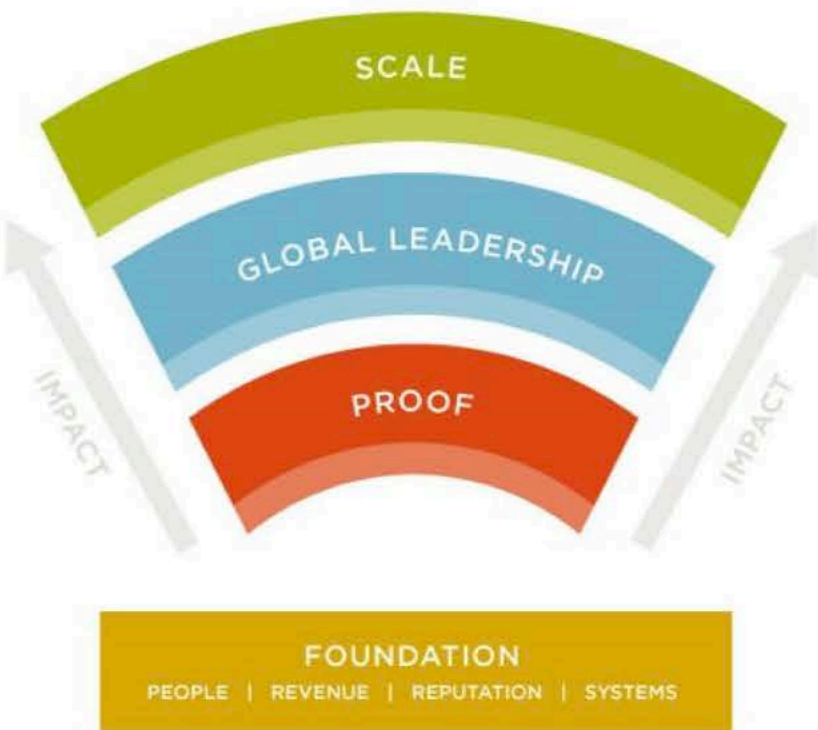 SCALE
GLOBAL LEADERSHIP
PROOF
IMPACT
IMPACT
FOUNDATION
PEOPLE | REVENUE | REPUTATION | SYSTEMS